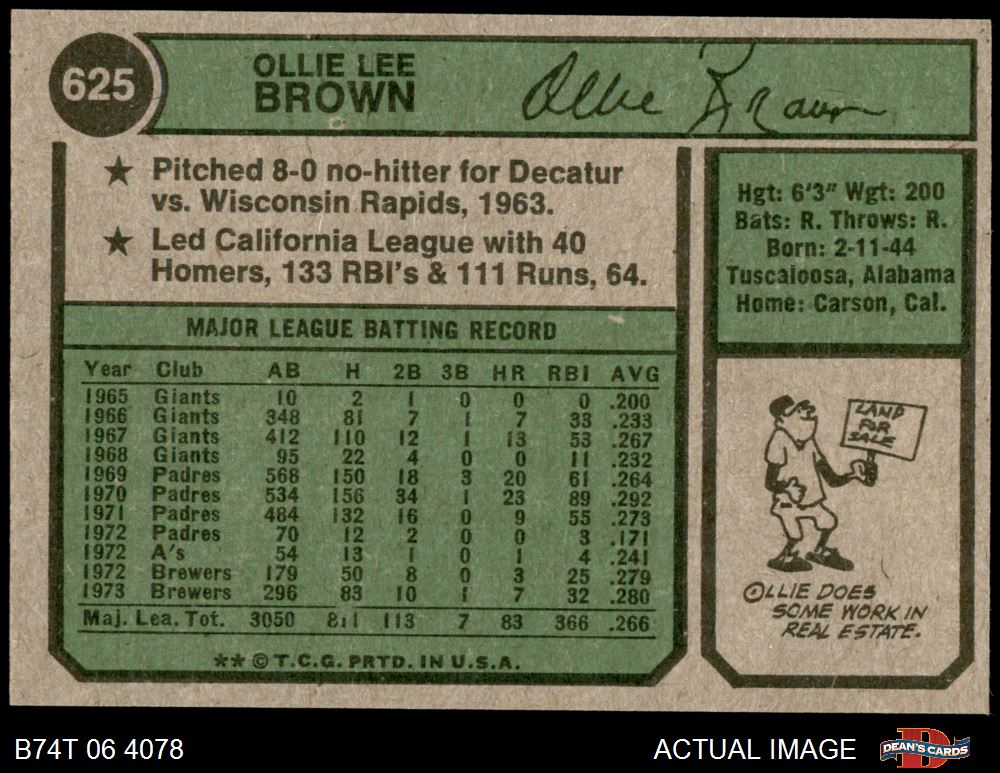 625
OLLIE LEE
BROWN
Ollie Brown
★ Pitched 8-0 no-hitter for Decatur
vs. Wisconsin Rapids, 1963.
★ Led California League with 40
Homers, 133 RBI's & 111 Runs, 64.
Hgt: 6'3" Wgt: 200
Bats: R. Throws: R.
Born: 2-11-44
Tuscaloosa, Alabama
Home: Carson, Cal.
MAJOR LEAGUE BATTING RECORD
Year Club AB H 2B 3B HR RBI AVG
1965 Giants 10 2 1 0 0 0 .200
1966 Giants 348 81 7 1 7 33 .233
1967 Giants 412 110 12 1 13 53 .267
1968 Giants 95 22 4 0 0 11 .232
1969 Padres 568 150 18 3 20 61 .264
1970 Padres 534 156 34 1 23 89 .292
1971 Padres 484 132 16 0 9 55 .273
1972 Padres 70 12 2 0 0 3 .171
1972 A's 54 13 1 0 1 4 .241
1972 Brewers 179 50 8 0 3 25 .279
1973 Brewers 296 83 10 1 7 32 .280
Maj. Lea. Tot. 3050 811 113 7 83 366 .266
** © T.C.G. PRTD. IN U.S.A.
LAND
FOR
SALE
OLLIE DOES
SOME WORK IN
REAL ESTATE.
B74T 06 4078
ACTUAL IMAGE
DEAN'S CARDS